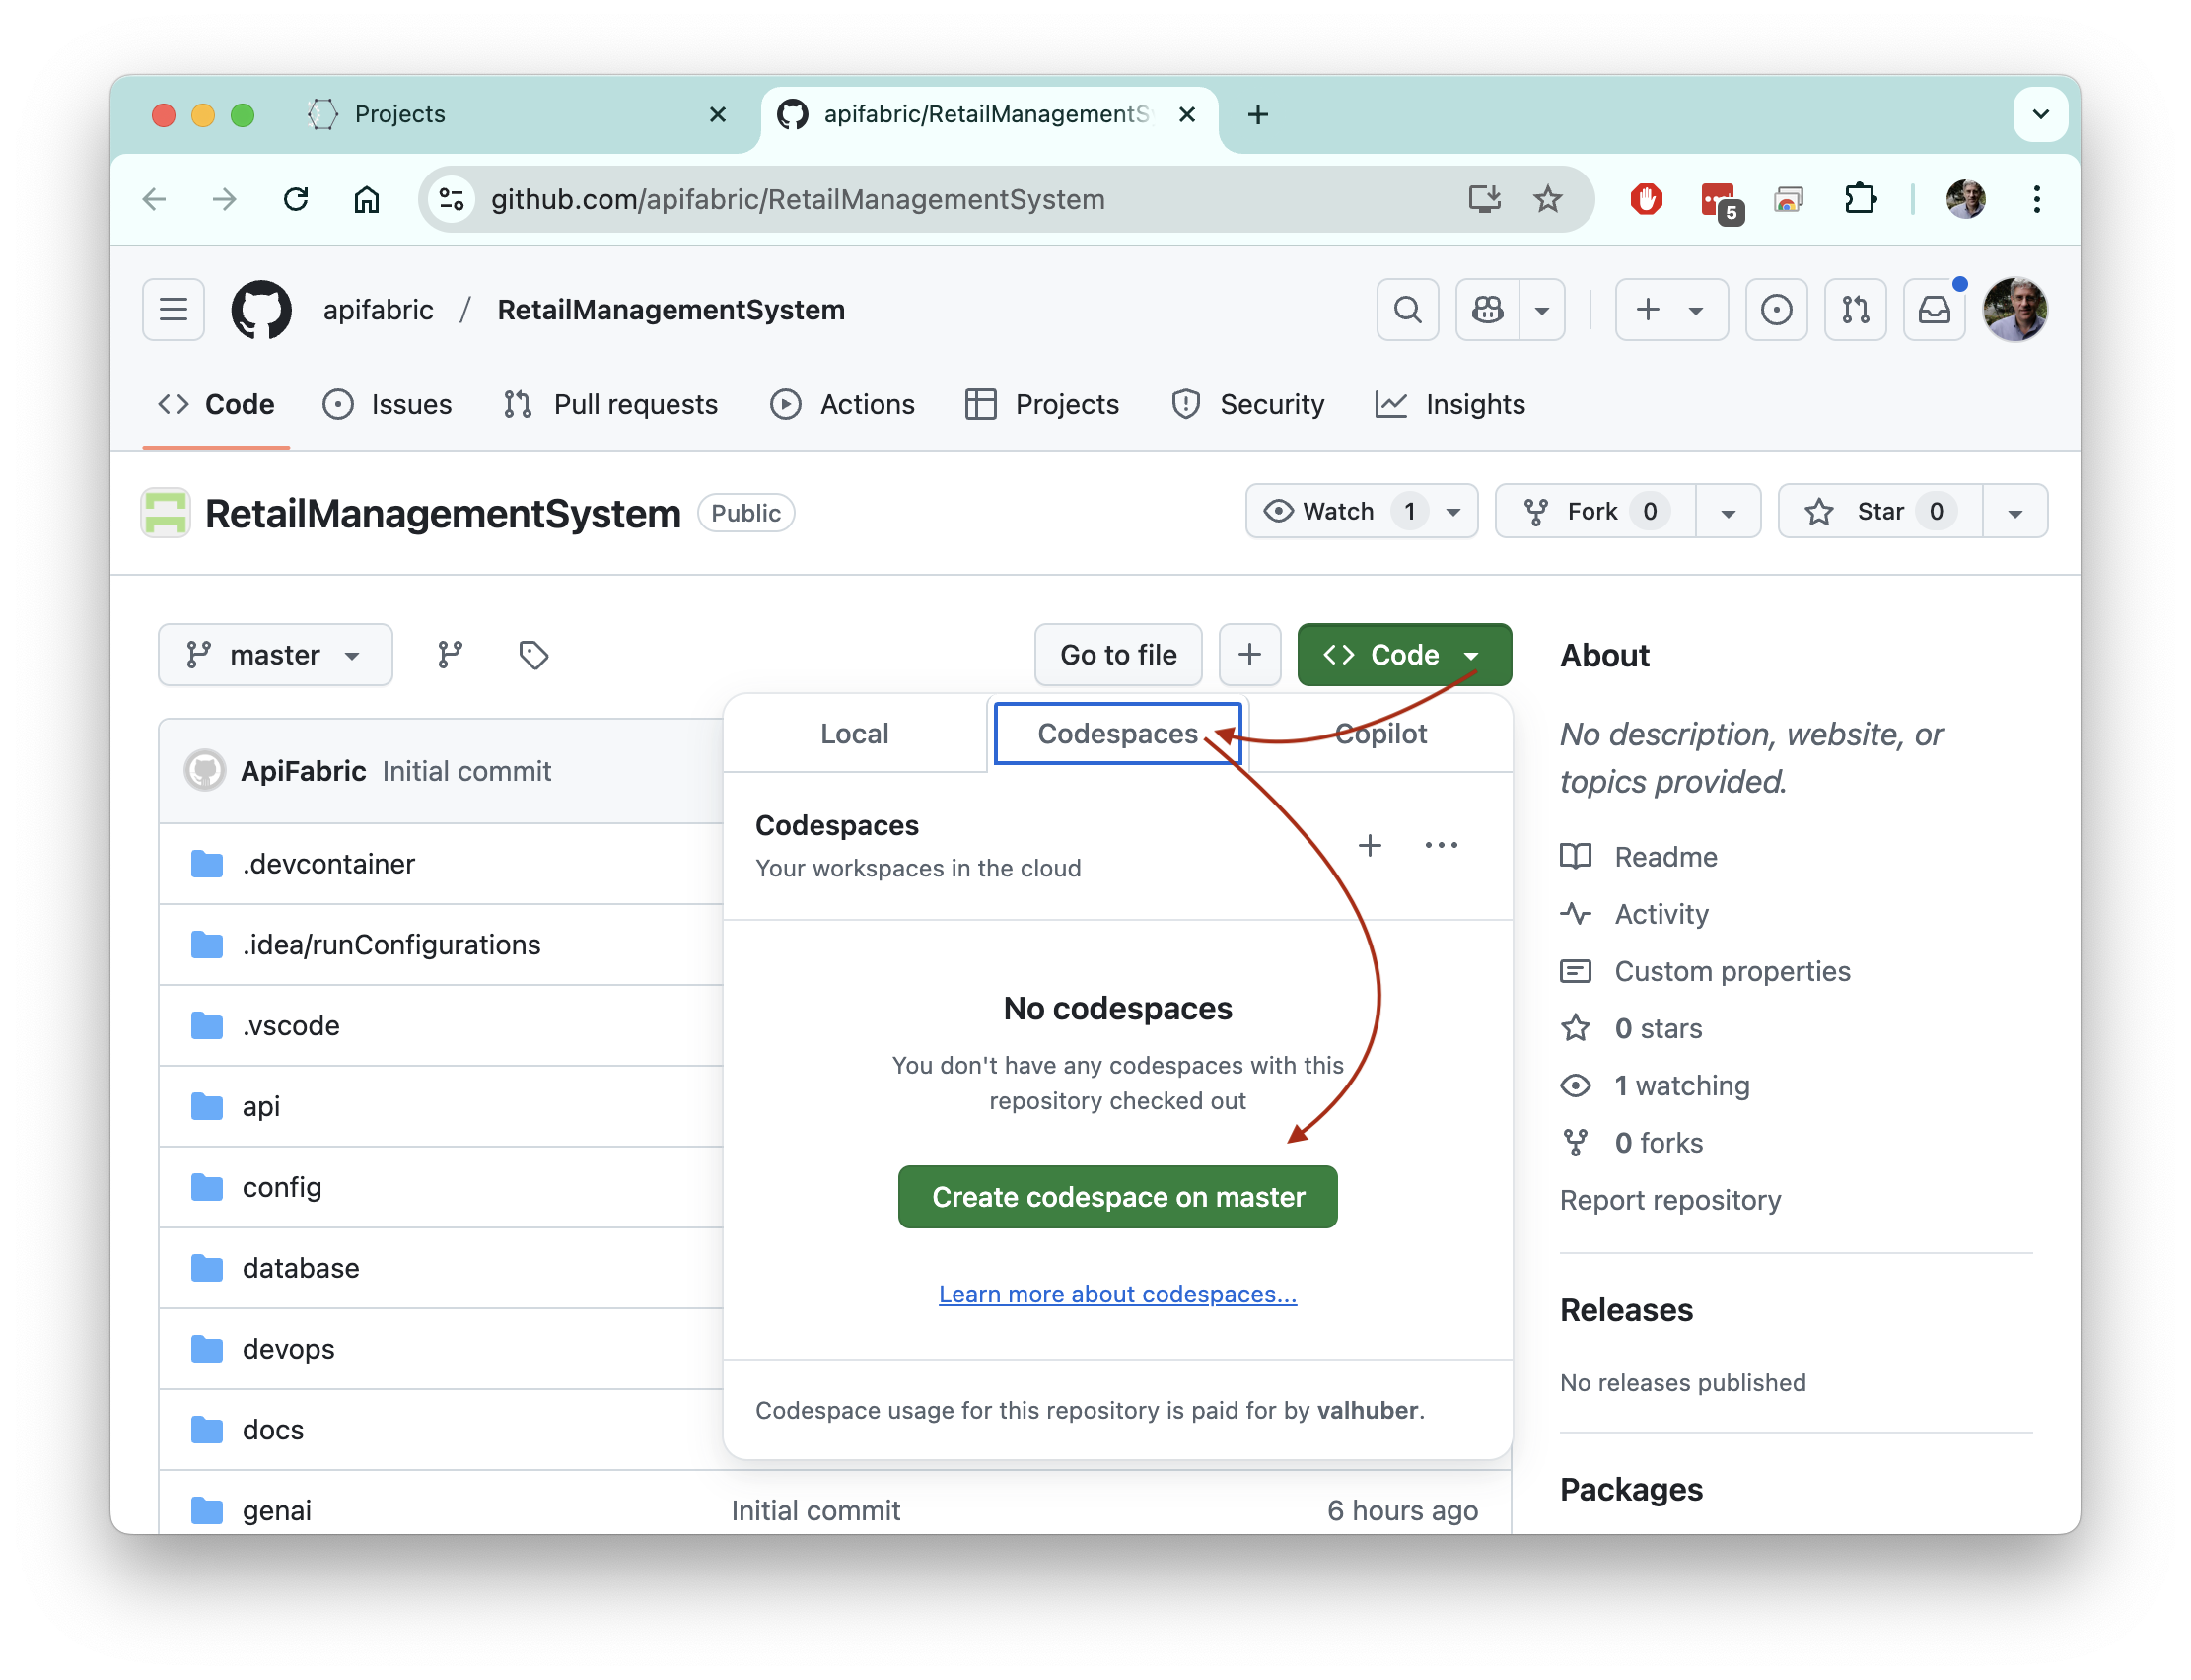 Projects
apifabric/RetailManagementS
github.com/apifabric/RetailManagementSystem
5
apifabric / RetailManagementSystem
Code Issues Pull requests Actions Projects Security Insights
RetailManagementSystem Public
Watch 1 Fork 0 Star 0
master Go to file Code
Local Codespaces Copilot
ApiFabric Initial commit
.devcontainer
.idea/runConfigurations
.vscode
api
config
database
devops
docs
genai Initial commit 6 hours ago
Codespaces
Your workspaces in the cloud
No codespaces
You don't have any codespaces with this
repository checked out
Create codespace on master
Learn more about codespaces...
Codespace usage for this repository is paid for by valhuber.
About
No description, website, or
topics provided.
Readme
Activity
Custom properties
0 stars
1 watching
0 forks
Report repository
Releases
No releases published
Packages